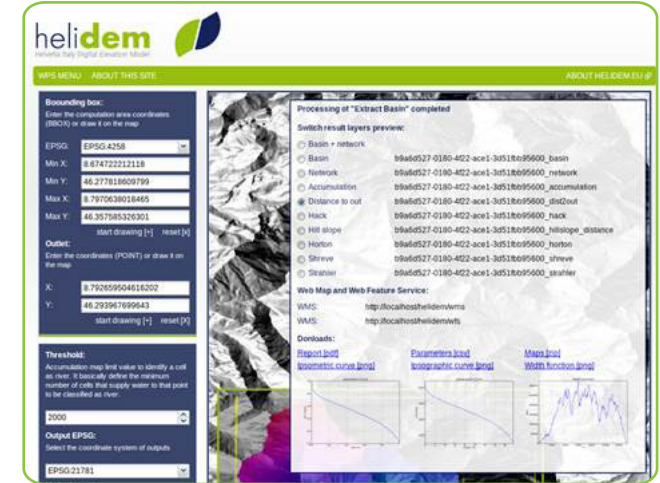 helidem
Helvetia Italy Digital Elevation Model
WPS MENU ABOUT THIS SITE
ABOUT HELIDEM.EU
Boounding box:
Enter the computation area coordinates
(BBOX) or draw it on the map
EPSG: EPSG:4258
Min X: 8.674722212118
Min Y: 46.277818609799
Max X: 8.7970638018465
Max Y: 46.357585326301
start drawing [+] reset [x]
Outlet:
Enter the coordinates (POINT) or draw it on
the map
X: 8.792659504616202
Y: 46.293967699643
start drawing [+] reset [X]
Threshold:
Accumulation map limit value to identify a cell
as river. It basically define the minimum
number of cells that supply water to that point
to be classified as river.
2000
Output EPSG:
Select the coordinate system of outputs
EPSG:21781
Processing of "Extract Basin" completed
Switch result layers preview:
Basin + network
Basin b9a6d527-0180-4f22-ace1-3d51fbb95600_basin
Network b9a6d527-0180-4f22-ace1-3d51fbb95600_network
Accumulation b9a6d527-0180-4f22-ace1-3d51fbb95600_accumulation
Distance to out b9a6d527-0180-4f22-ace1-3d51fbb95600_dist2out
Hack b9a6d527-0180-4f22-ace1-3d51fbb95600_hack
Hill slope b9a6d527-0180-4f22-ace1-3d51fbb95600_hillslope_distance
Horton b9a6d527-0180-4f22-ace1-3d51fbb95600_horton
Shreve b9a6d527-0180-4f22-ace1-3d51fbb95600_shreve
Strahler b9a6d527-0180-4f22-ace1-3d51fbb95600_strahler
Web Map and Web Feature Service:
WMS: http://localhost/helidem/wms
WMS: http://localhost/helidem/wfs
Donloads:
Report [pdf] Parameters [csv] Maps [zip]
Ipsometric curve [png] Ipsographic curve [png] Width function [png]